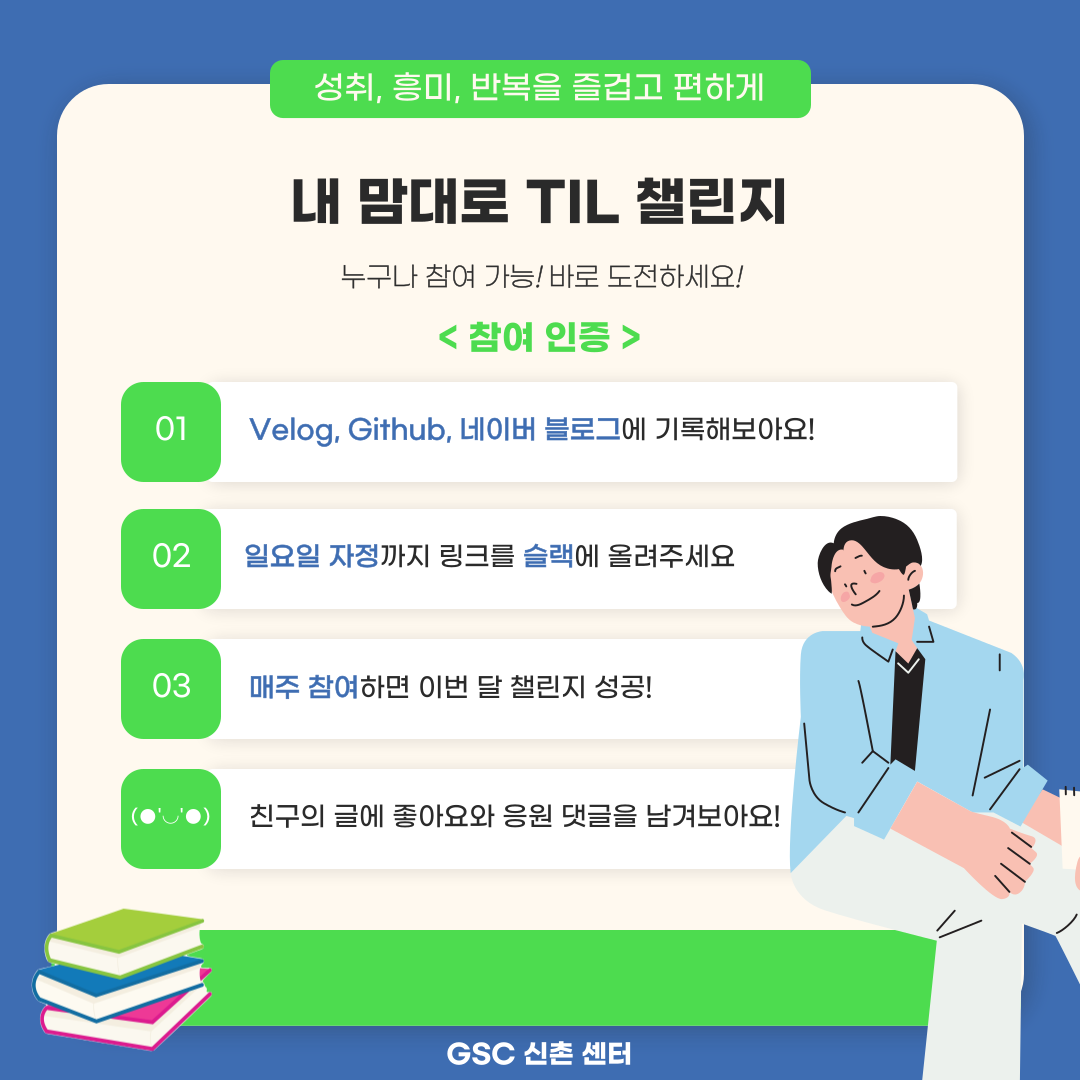 성취, 흥미, 반복을 즐겁고 편하게
내 맘대로 TIL 챌린지
누구나 참여 가능! 바로 도전하세요!
< 참여 인증 >
01
Velog, Github, 네이버 블로그에 기록해보아요!
02
일요일 자정까지 링크를 슬랙에 올려주세요
03
매주 참여하면 이번 달 챌린지 성공!
(●'◡'●)
친구의 글에 좋아요와 응원 댓글을 남겨보아요!
GSC 신촌 센터